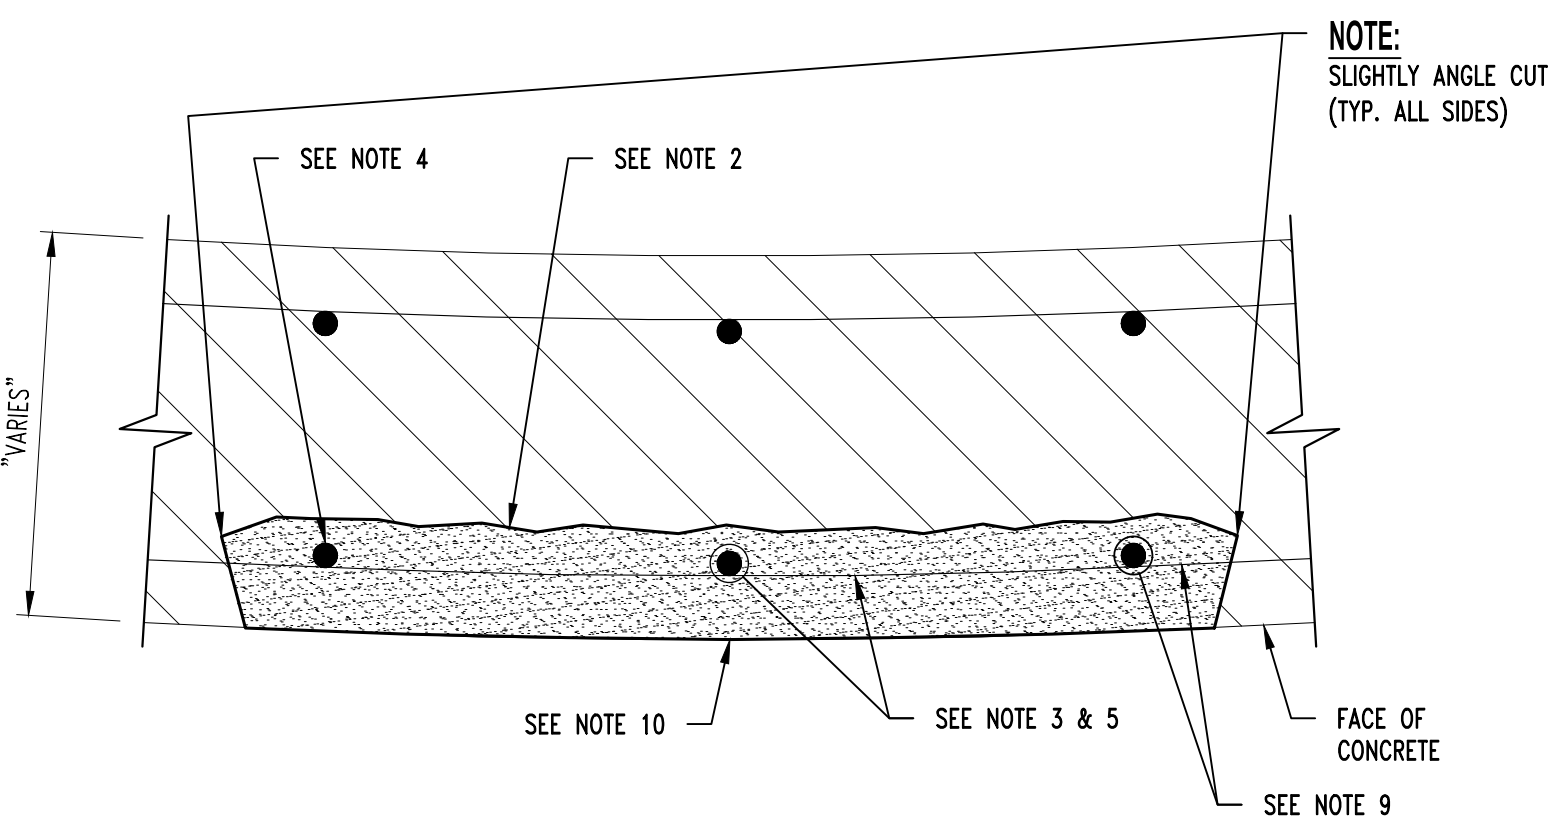 NOTE:
SLIGHTLY ANGLE CUT
(TYP. ALL SIDES)
SEE NOTE 4
SEE NOTE 2
"VARIES"
SEE NOTE 10
SEE NOTE 3 & 5
FACE OF
CONCRETE
SEE NOTE 9